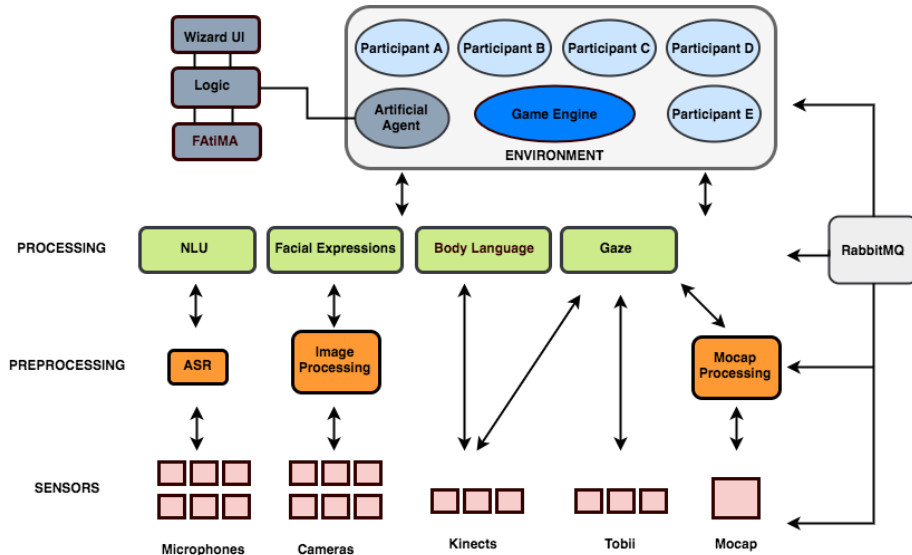 Wizard UI
Logic
FAtiMA
Participant A
Participant B
Participant C
Participant D
Artificial
Agent
Game Engine
Participant E
ENVIRONMENT
PROCESSING
NLU
Facial Expressions
Body Language
Gaze
RabbitMQ
PREPROCESSING
ASR
Image
Processing
Mocap
Processing
SENSORS
Microphones
Cameras
Kinects
Tobii
Mocap